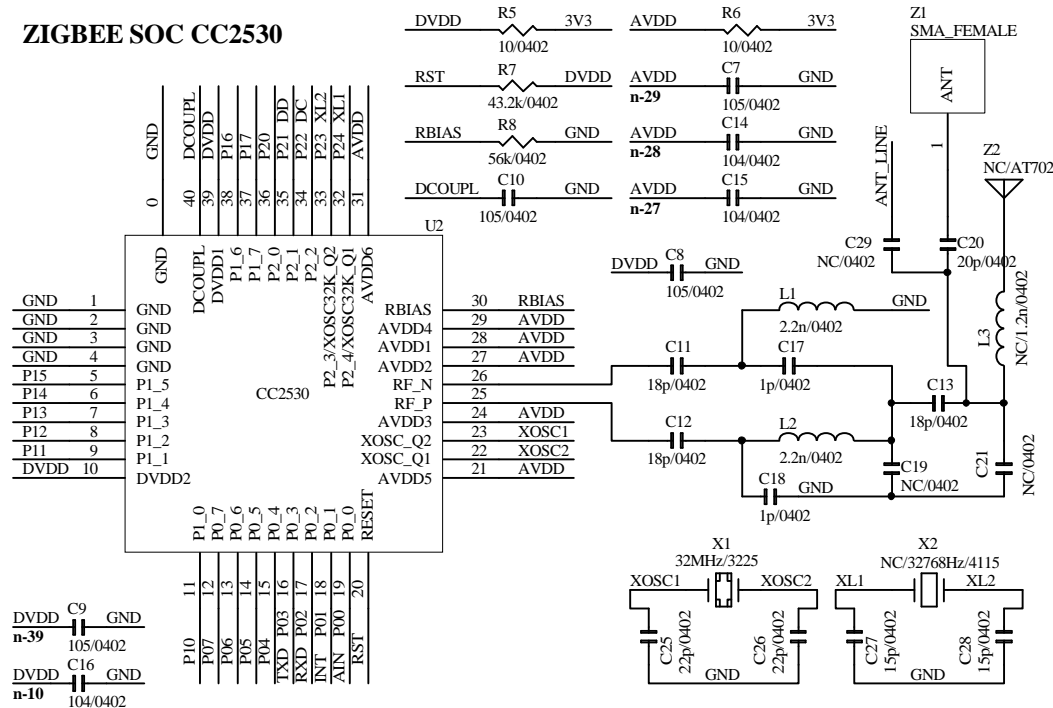 ZIGBEE SOC CC2530
DVDD R5 3V3
10/0402
AVDD R6 3V3
10/0402
RST R7 DVDD
43.2k/0402
AVDD C7 GND
n-29 105/0402
RBIAS R8 GND
56k/0402
AVDD C14 GND
n-28 104/0402
DCOUPL C10 GND
105/0402
AVDD C15 GND
n-27 104/0402
DVDD C8 GND
105/0402
Z1
SMA_FEMALE
ANT
1
ANT_LINE
Z2
NC/AT702
C29
NC/0402
C20
20p/0402
L3
NC/1.2n/0402
GND
DCOUPL
DVDD
P16
P17
P20
P21 DD
P22 DC
P23 XL2
P24 XL1
AVDD
0
40
39
38
37
36
35
34
33
32
31
U2
GND
DCOUPL
DVDD1
P1_6
P1_7
P2_0
P2_1
P2_2
P2_3/XOSC32K_Q2
P2_4/XOSC32K_Q1
AVDD6
CC2530
GND 1 GND
GND 2 GND
GND 3 GND
GND 4 GND
P15 5 P1_5
P14 6 P1_4
P13 7 P1_3
P12 8 P1_2
P11 9 P1_1
DVDD 10 DVDD2
RBIAS 30 RBIAS
AVDD4 29 AVDD
AVDD1 28 AVDD
AVDD2 27 AVDD
RF_N 26
RF_P 25
AVDD3 24 AVDD
XOSC_Q2 23 XOSC1
XOSC_Q1 22 XOSC2
AVDD5 21 AVDD
P1_0
P0_7
P0_6
P0_5
P0_4
P0_3
P0_2
P0_1
P0_0
RESET
11
12
13
14
15
16
17
18
19
20
P10
P07
P06
P05
P04
TXD P03
RXD P02
INT P01
AIN P00
RST
L1 GND
2.2n/0402
C11
18p/0402
C17
1p/0402
C13
18p/0402
C12
18p/0402
L2
2.2n/0402
C19
NC/0402
C21
NC/0402
C18 GND
1p/0402
DVDD C9 GND
n-39 105/0402
DVDD C16 GND
n-10 104/0402
X1
32MHz/3225
XOSC1 XOSC2
C25
22p/0402
C26
22p/0402
GND
X2
NC/32768Hz/4115
XL1 XL2
C27
15p/0402
C28
15p/0402
GND